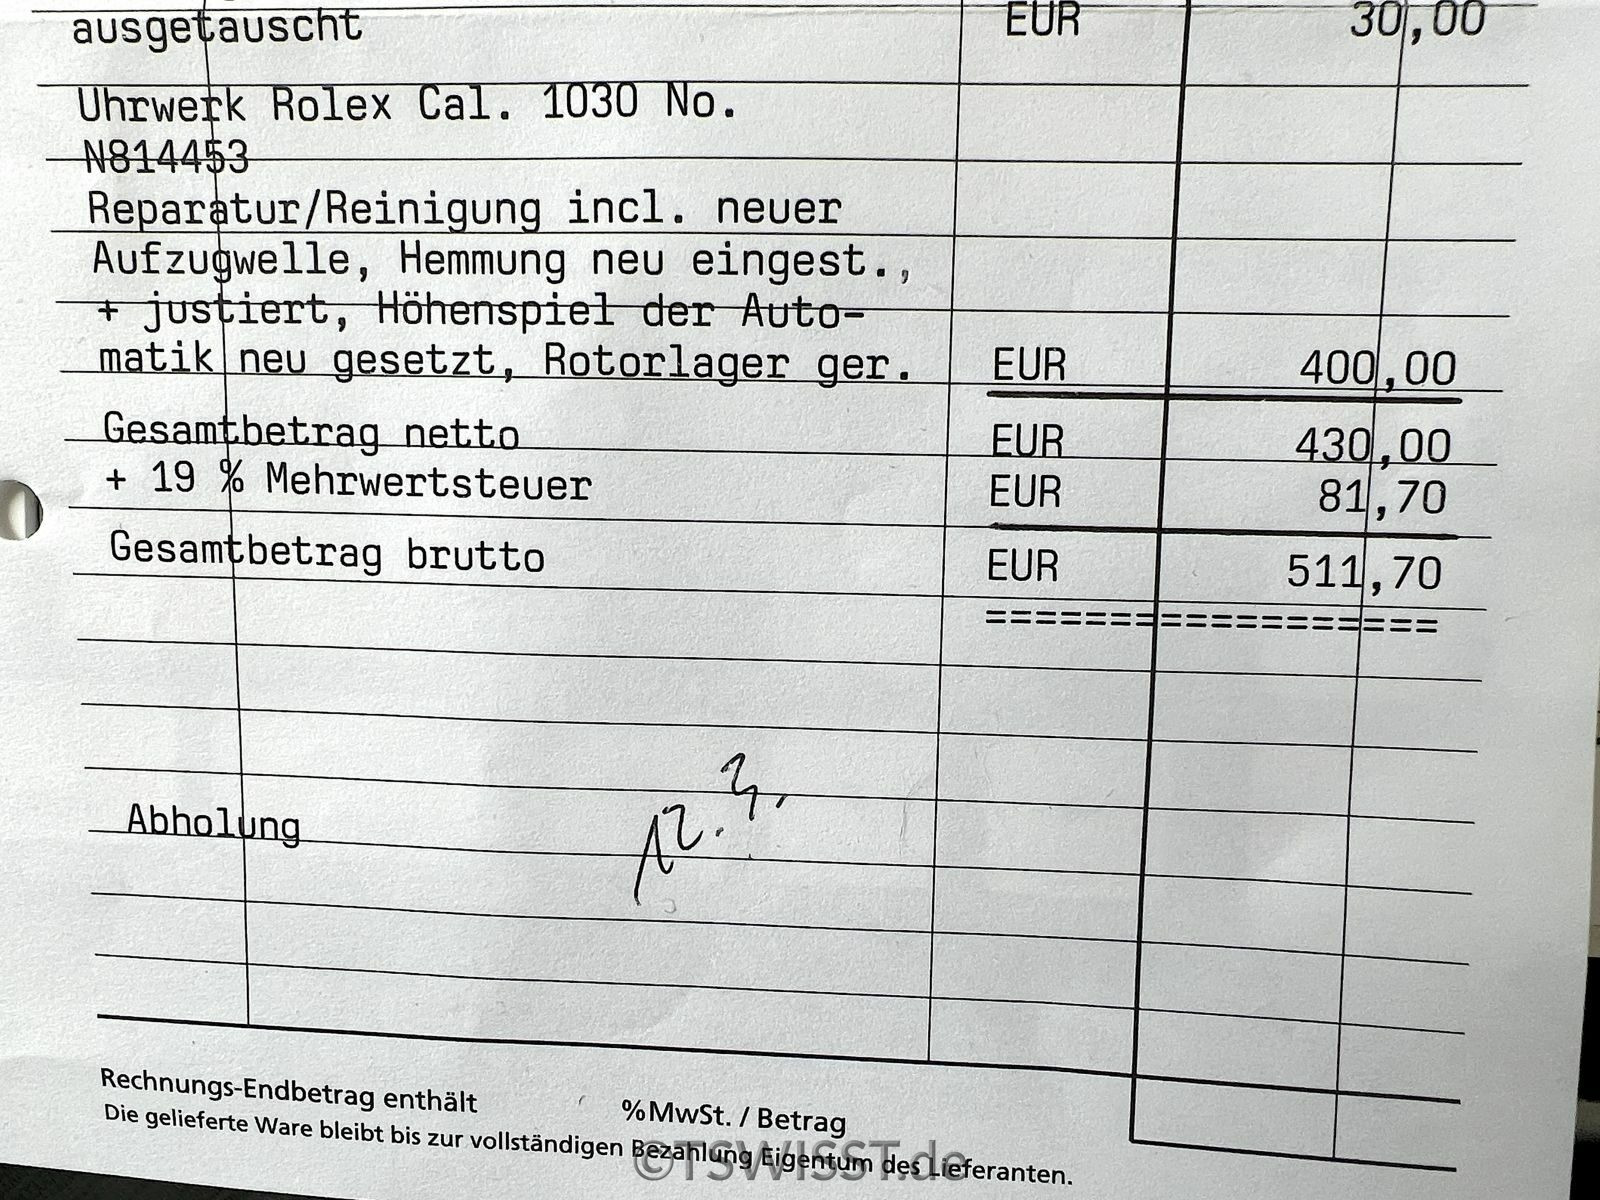 ausgetauscht EUR 30,00
Uhrwerk Rolex Cal. 1030 No.
N814453
Reparatur/Reinigung incl. neuer
Aufzugwelle, Hemmung neu eingest.,
+ justiert, Höhenspiel der Auto-
matik neu gesetzt, Rotorlager ger. EUR 400,00
Gesamtbetrag netto EUR 430,00
+ 19 % Mehrwertsteuer EUR 81,70
Gesamtbetrag brutto EUR 511,70
===================
Abholung
Rechnungs-Endbetrag enthält %MwSt. / Betrag
Die gelieferte Ware bleibt bis zur vollständigen Bezahlung Eigentum des Lieferanten.
©TSWISST.de